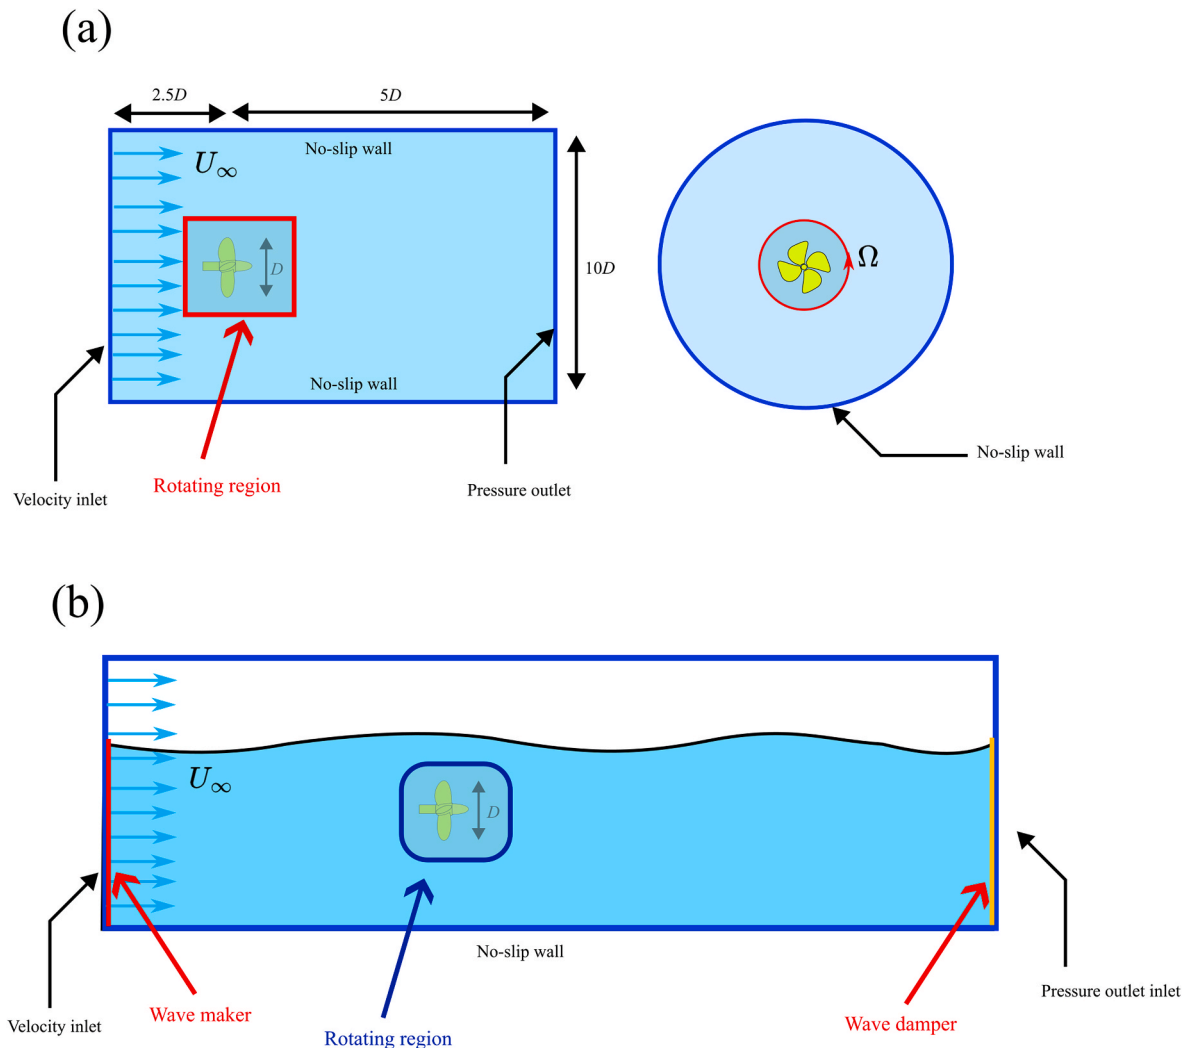 (a)
2.5D
5D
No-slip wall
U∞
D
10D
Ω
No-slip wall
No-slip wall
Rotating region
Pressure outlet
Velocity inlet
(b)
U∞
D
No-slip wall
Pressure outlet inlet
Wave maker
Wave damper
Velocity inlet
Rotating region